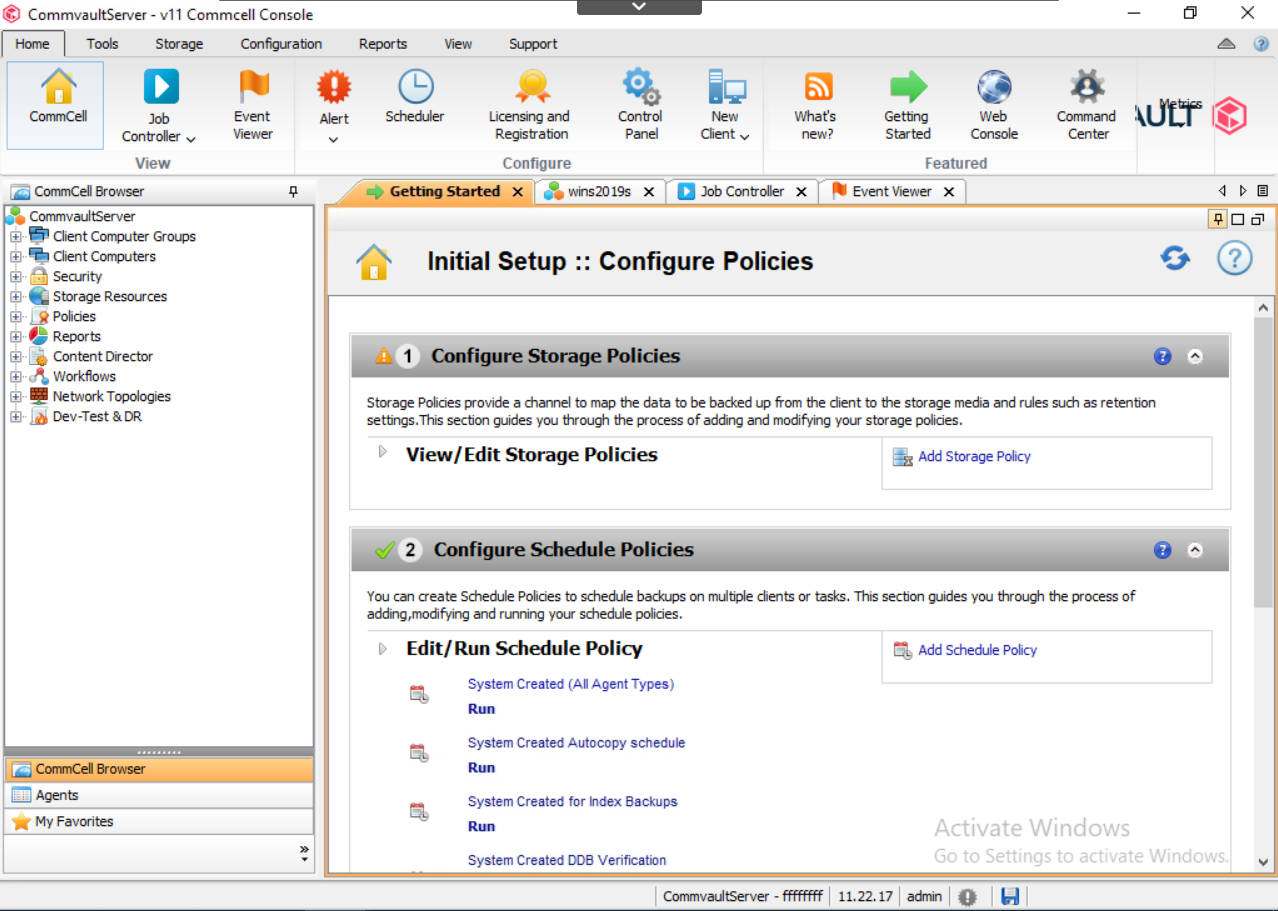 CommvaultServer - v11 Commcell Console
Home Tools Storage Configuration Reports View Support
CommCell
Job Controller
Event Viewer
Alert
Scheduler
Licensing and Registration
Control Panel
New Client
What's new?
Getting Started
Web Console
Command Center
Metrics
AULT
View
Configure
Featured
CommCell Browser
CommvaultServer
Client Computer Groups
Client Computers
Security
Storage Resources
Policies
Reports
Content Director
Workflows
Network Topologies
Dev-Test & DR
CommCell Browser
Agents
My Favorites
Getting Started
wins2019s
Job Controller
Event Viewer
Initial Setup :: Configure Policies
1 Configure Storage Policies
Storage Policies provide a channel to map the data to be backed up from the client to the storage media and rules such as retention
settings.This section guides you through the process of adding and modifying your storage policies.
View/Edit Storage Policies
Add Storage Policy
2 Configure Schedule Policies
You can create Schedule Policies to schedule backups on multiple clients or tasks. This section guides you through the process of
adding,modifying and running your schedule policies.
Edit/Run Schedule Policy
Add Schedule Policy
System Created (All Agent Types)
Run
System Created Autocopy schedule
Run
System Created for Index Backups
Run
System Created DDB Verification
Activate Windows
Go to Settings to activate Windows.
CommvaultServer - ffffffff 11.22.17 admin